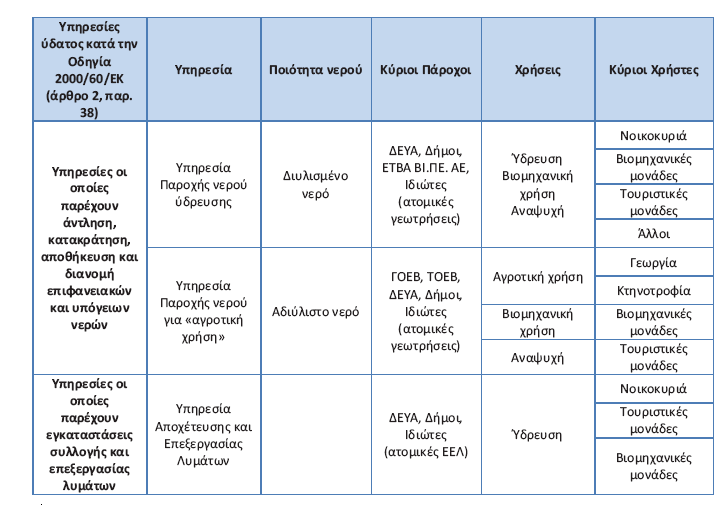 Υπηρεσίες
ύδατος κατά την
Οδηγία
2000/60/ΕΚ
(άρθρο 2, παρ.
38)
Υπηρεσία
Ποιότητα νερού
Κύριοι Πάροχοι
Χρήσεις
Κύριοι Χρήστες
Υπηρεσίες οι
οποίες
παρέχουν
άντληση,
κατακράτηση,
αποθήκευση και
διανομή
επιφανειακών
και υπόγειων
νερών
Υπηρεσία
Παροχής νερού
ύδρευσης
Διυλισμένο
νερό
ΔΕΥΑ, Δήμοι,
ΕΤΒΑ ΒΙ.ΠΕ. ΑΕ,
Ιδιώτες
(ατομικές
γεωτρήσεις)
Ύδρευση
Βιομηχανική
χρήση
Αναψυχή
Νοικοκυριά
Βιομηχανικές
μονάδες
Τουριστικές
μονάδες
Άλλοι
Υπηρεσία
Παροχής νερού
για «αγροτική
χρήση»
Αδιύλιστο νερό
ΓΟΕΒ, ΤΟΕΒ,
ΔΕΥΑ, Δήμοι,
Ιδιώτες
(ατομικές
γεωτρήσεις)
Αγροτική χρήση
Γεωργία
Κτηνοτροφία
Βιομηχανική
χρήση
Βιομηχανικές
μονάδες
Αναψυχή
Τουριστικές
μονάδες
Υπηρεσίες οι
οποίες
παρέχουν
εγκαταστάσεις
συλλογής και
επεξεργασίας
λυμάτων
Υπηρεσία
Αποχέτευσης και
Επεξεργασίας
Λυμάτων
ΔΕΥΑ, Δήμοι,
Ιδιώτες
(ατομικές ΕΕΛ)
Ύδρευση
Νοικοκυριά
Τουριστικές
μονάδες
Βιομηχανικές
μονάδες